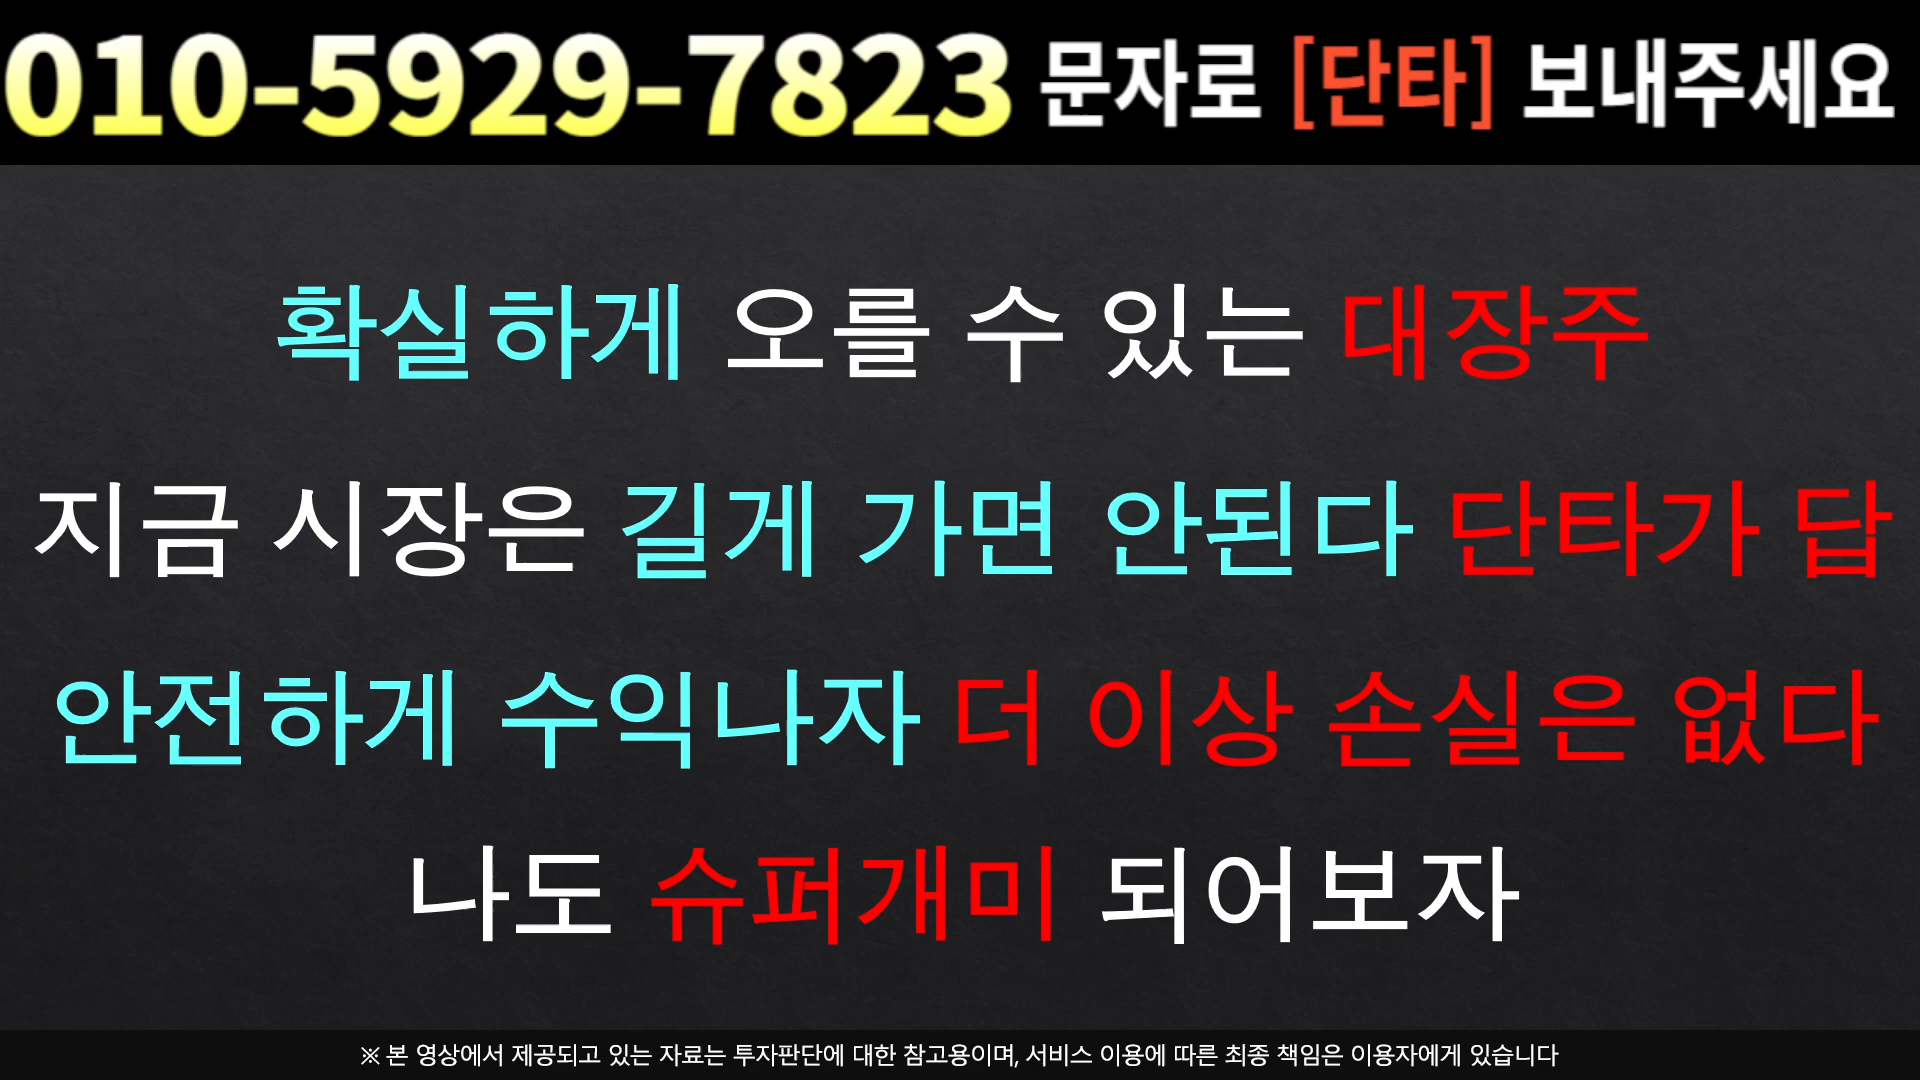 010-5929-7823 문자로 [단타] 보내주세요
확실하게 오를 수 있는 대장주
지금 시장은 길게 가면 안된다 단타가 답
안전하게 수익나자 더 이상 손실은 없다
나도 슈퍼개미 되어보자
※ 본 영상에서 제공되고 있는 자료는 투자판단에 대한 참고용이며, 서비스 이용에 따른 최종 책임은 이용자에게 있습니다